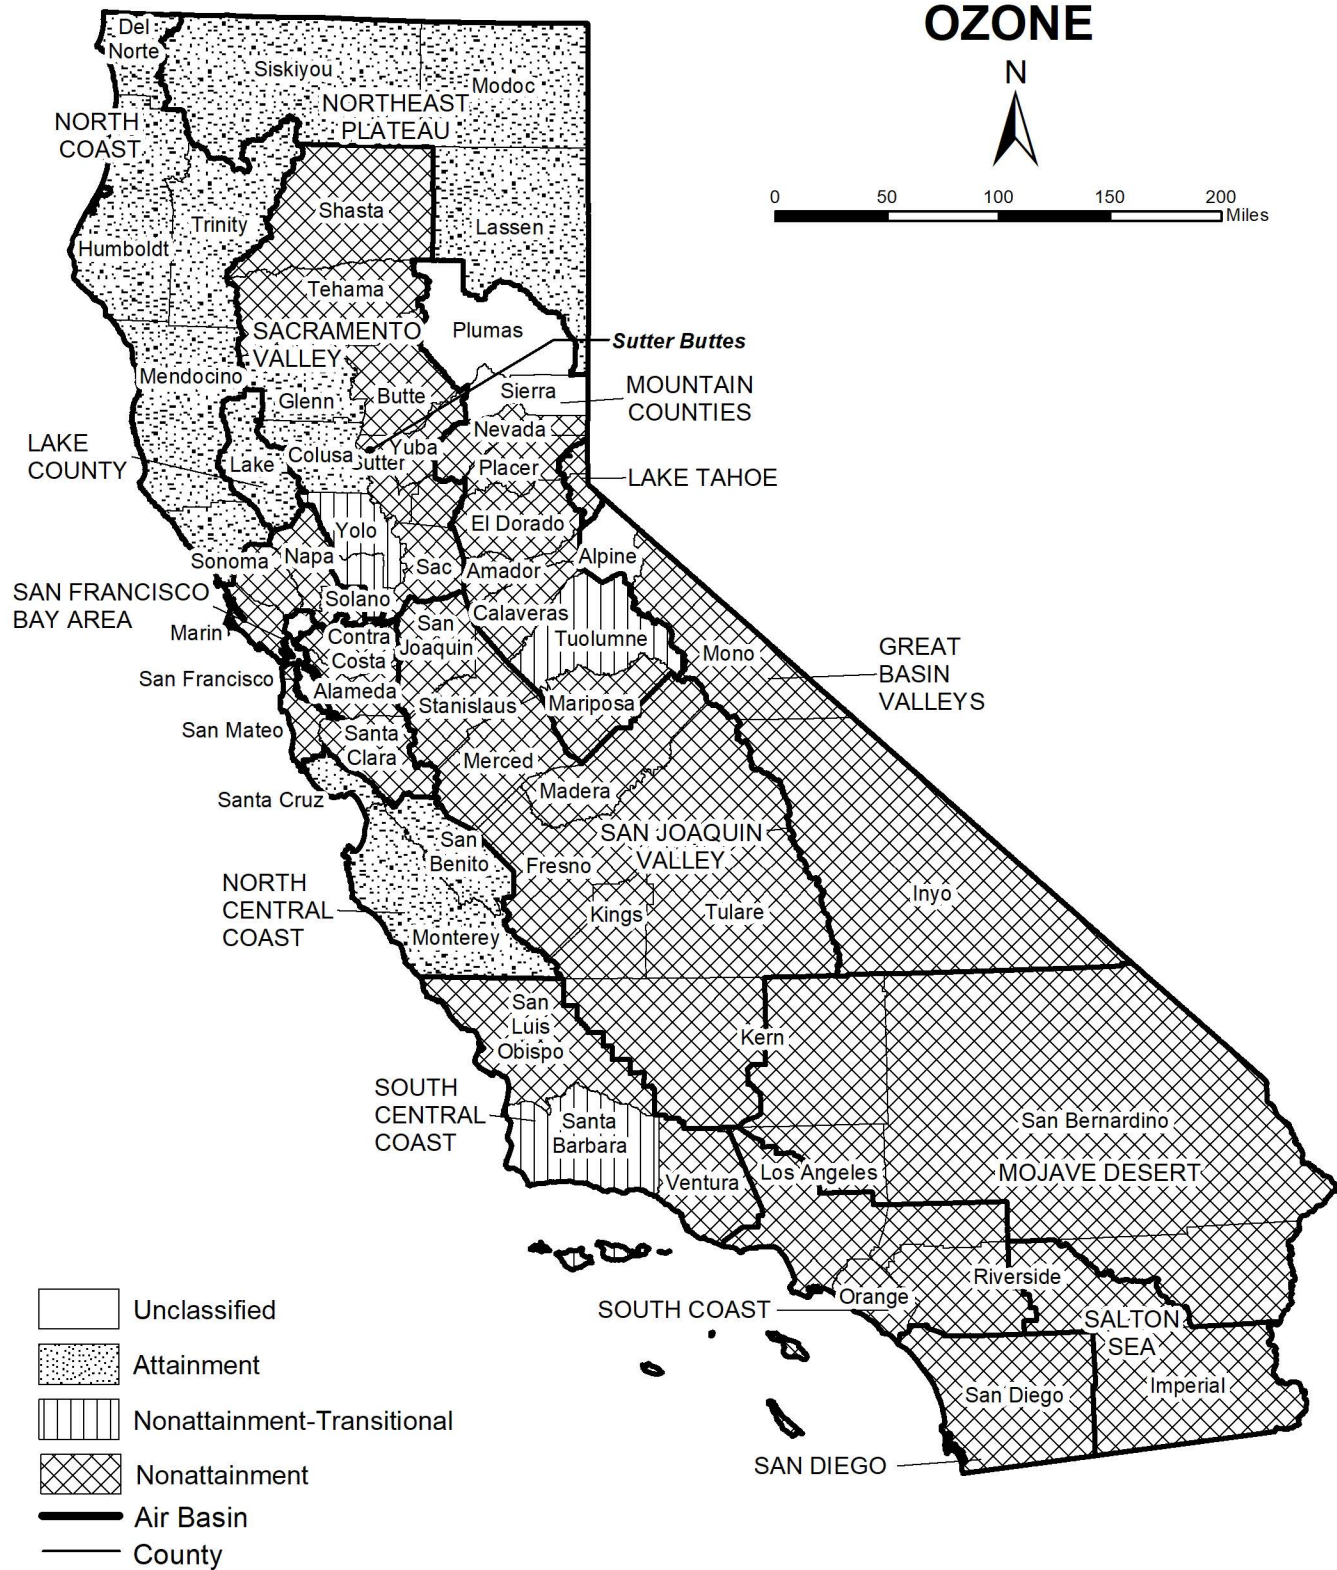 OZONE
N
0
50
100
150
200
Miles
Del
Norte
Siskiyou
Modoc
NORTHEAST
PLATEAU
NORTH
COAST
Shasta
Trinity
Lassen
Humboldt
Tehama
SACRAMENTO
VALLEY
Plumas
Sutter Buttes
Mendocino
Glenn
Butte
Sierra
MOUNTAIN
COUNTIES
Nevada
LAKE
COUNTY
Lake
Colusa
Yuba
Sutter
Placer
LAKE TAHOE
Yolo
El Dorado
Sonoma
Napa
Sac
Amador
Alpine
SAN FRANCISCO
BAY AREA
Solano
Marin
Contra
Costa
San
Joaquin
Calaveras
Tuolumne
Mono
GREAT
BASIN
VALLEYS
San Francisco
Alameda
Stanislaus
Mariposa
San Mateo
Santa
Clara
Merced
Santa Cruz
Madera
SAN JOAQUIN
VALLEY
San
Benito
Fresno
NORTH
CENTRAL
COAST
Kings
Tulare
Inyo
Monterey
San
Luis
Obispo
Kern
SOUTH
CENTRAL
COAST
Santa
Barbara
San Bernardino
Ventura
Los Angeles
MOJAVE DESERT
Riverside
Orange
SOUTH COAST
SALTON
SEA
San Diego
Imperial
SAN DIEGO
Unclassified
Attainment
Nonattainment-Transitional
Nonattainment
Air Basin
County